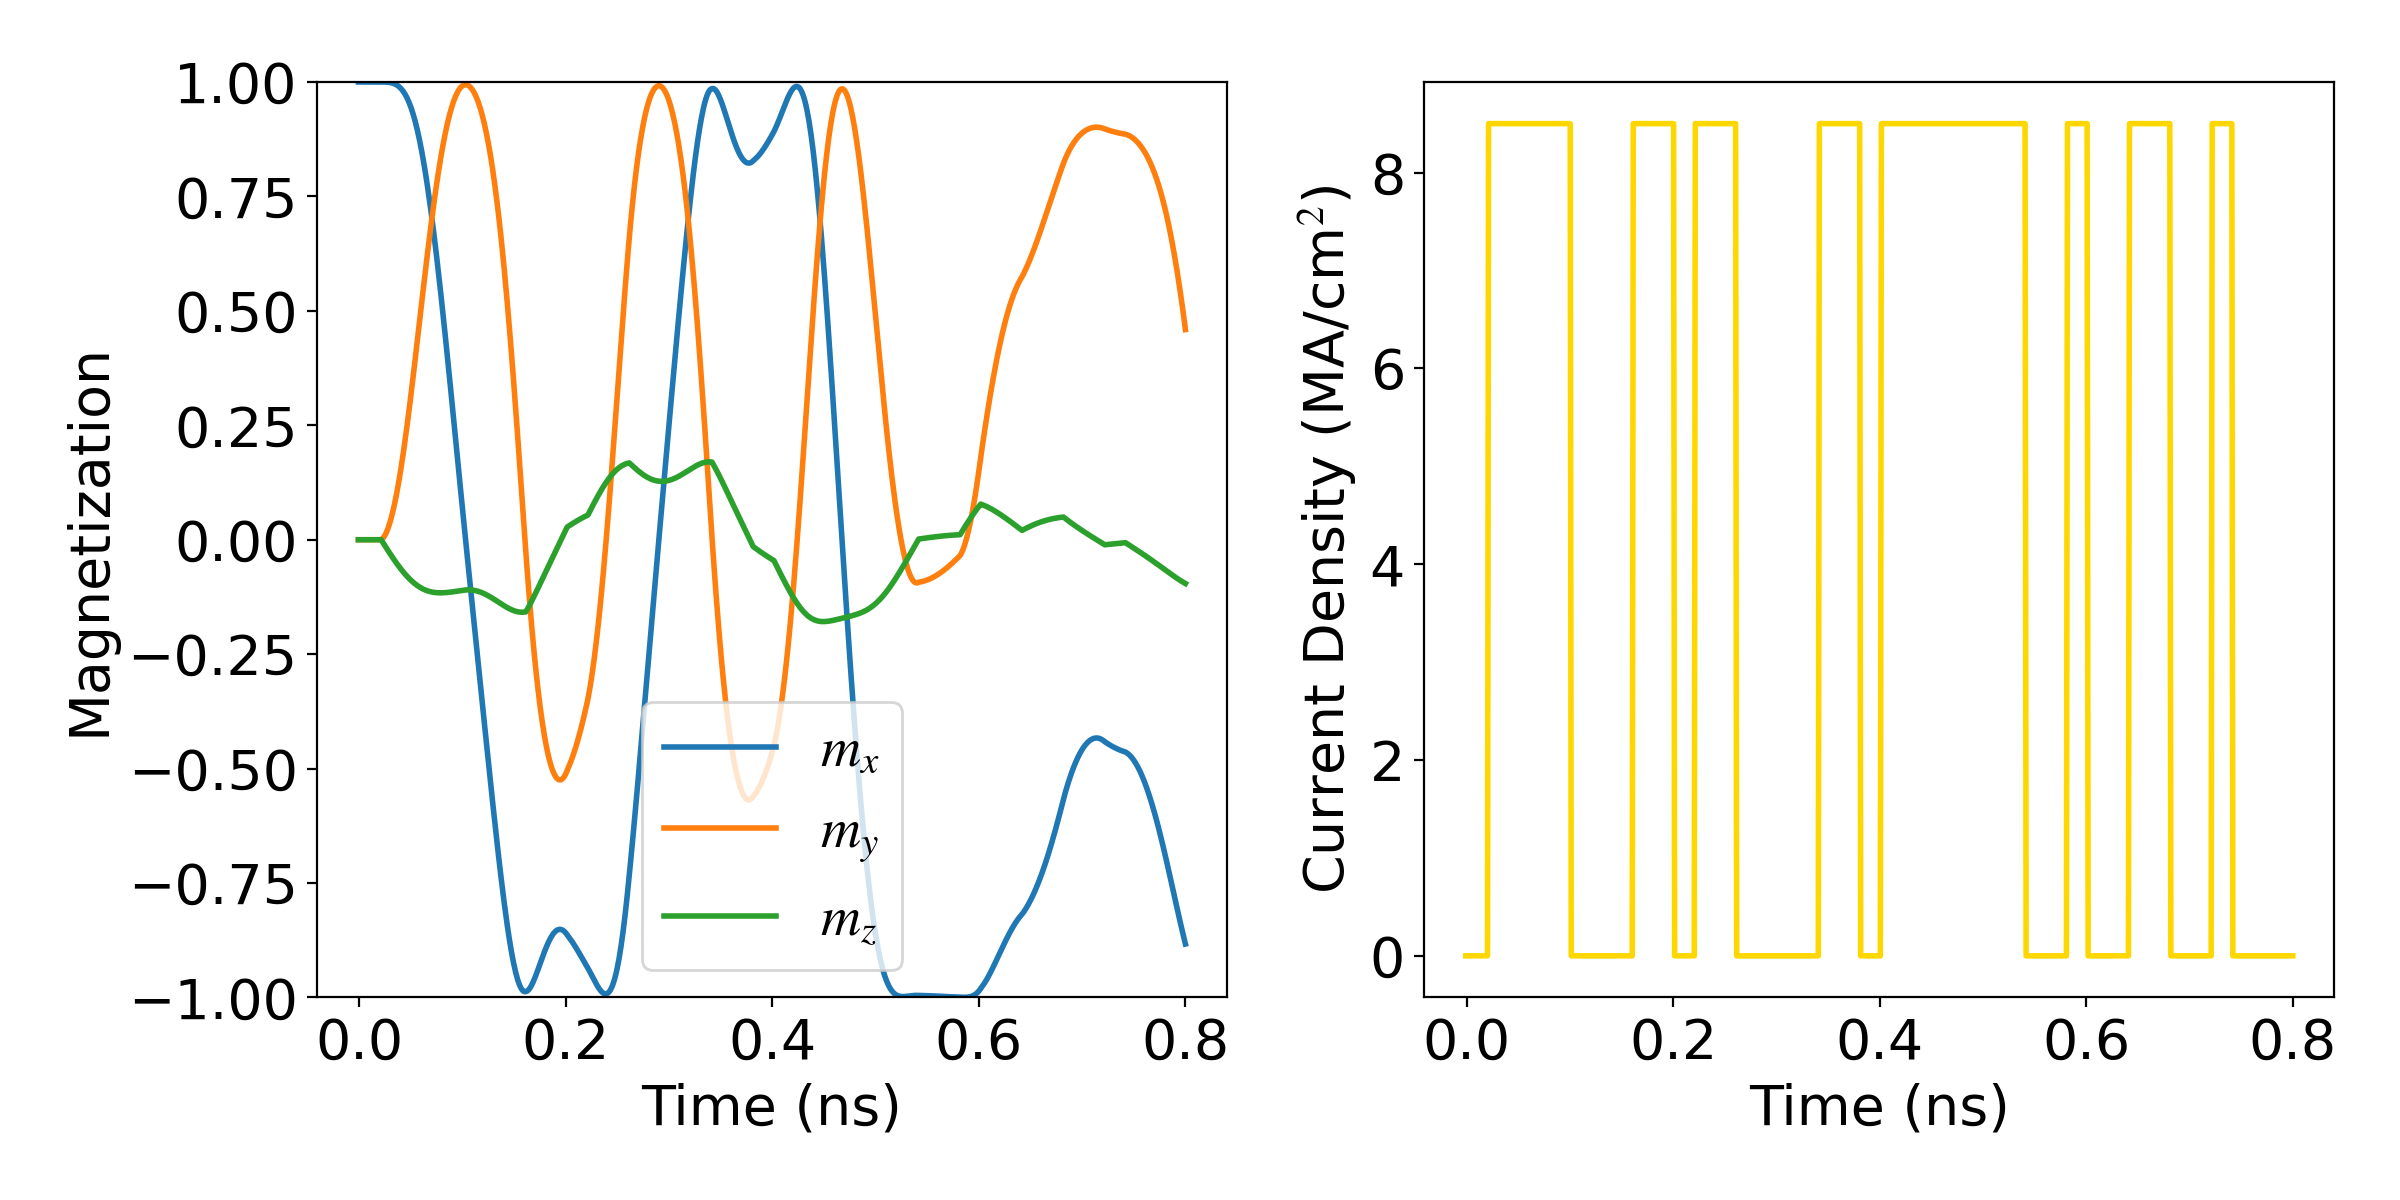 1.00
0.75
0.50
0.25
0.00
−0.25
−0.50
−0.75
−1.00
Magnetization
0.0 0.2 0.4 0.6 0.8
Time (ns)
mₓ
m_y
m_z
8
6
4
2
0
Current Density (MA/cm²)
0.0 0.2 0.4 0.6 0.8
Time (ns)